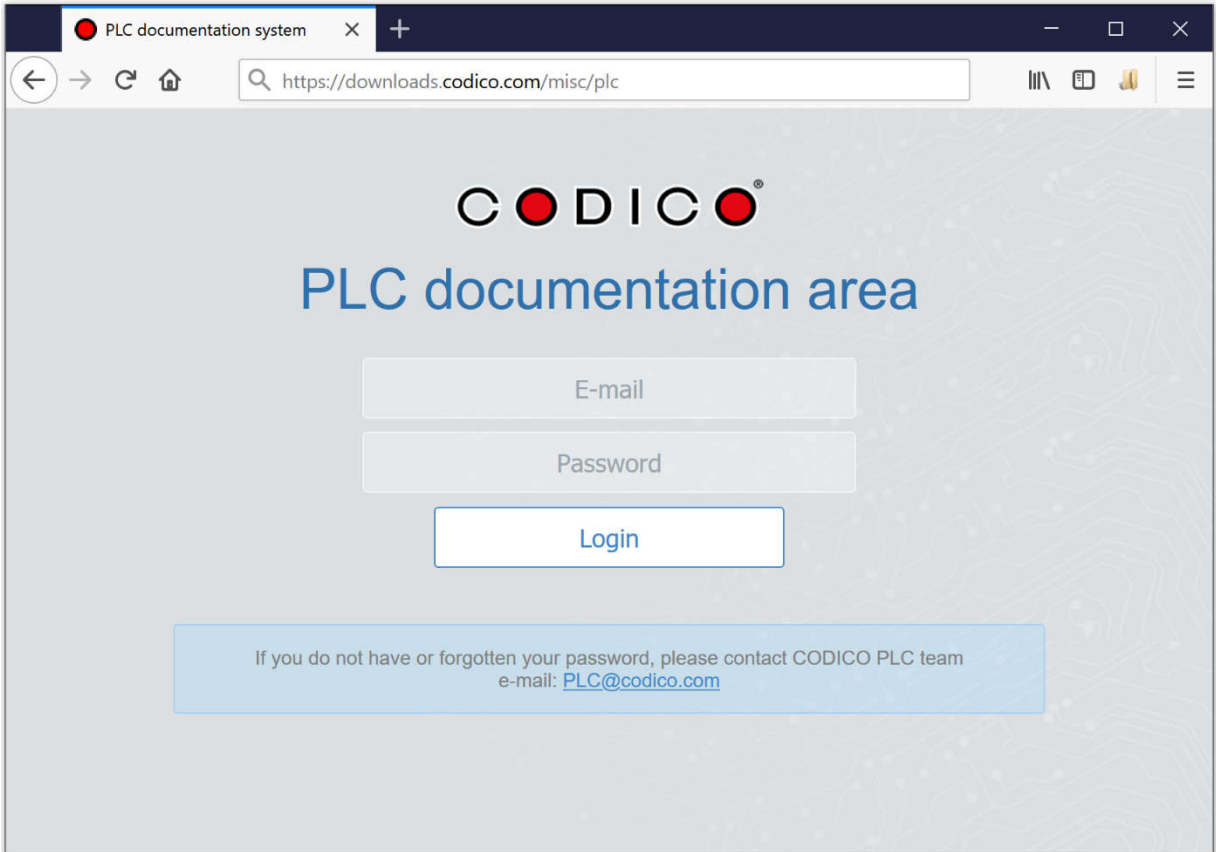 PLC documentation system
https://downloads.codico.com/misc/plc
CODICO®
PLC documentation area
E-mail
Password
Login
If you do not have or forgotten your password, please contact CODICO PLC team
e-mail: PLC@codico.com